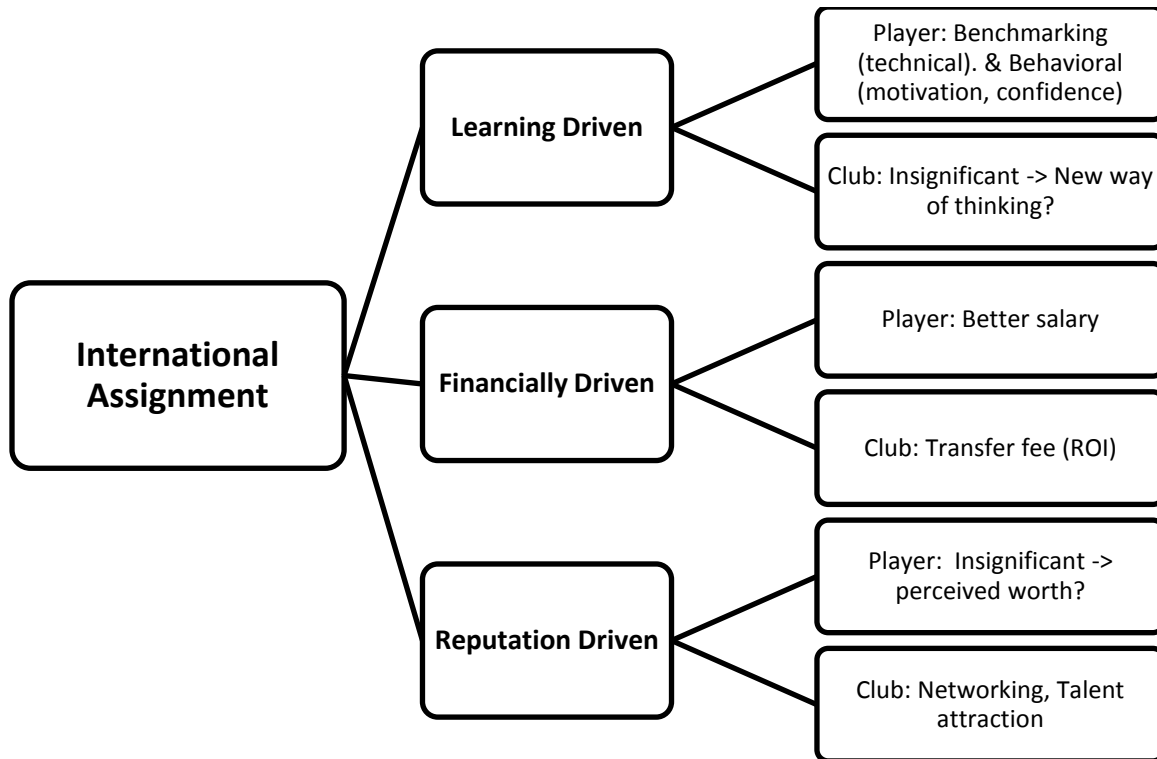 International
Assignment
Learning Driven
Player: Benchmarking
(technical). & Behavioral
(motivation, confidence)
Club: Insignificant -> New way
of thinking?
Financially Driven
Player: Better salary
Club: Transfer fee (ROI)
Reputation Driven
Player:  Insignificant ->
perceived worth?
Club: Networking, Talent
attraction